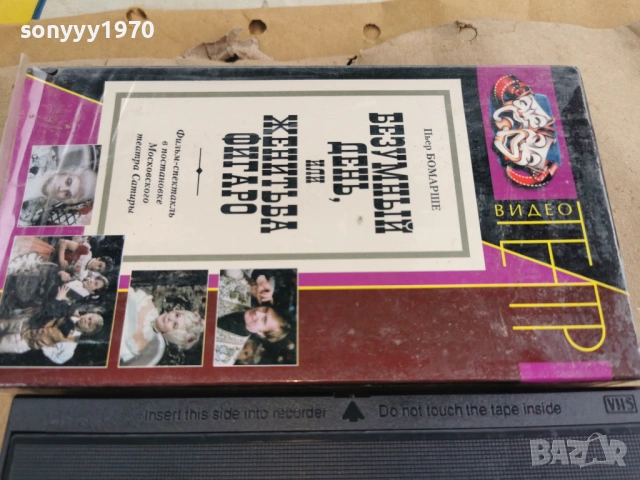 sonyyy1970
ВИДЕО
ТЕАТР
Пьер БОМАРШЕ
БЕЗУМНЫЙ
ДЕНЬ,
ИЛИ
ЖЕНИТЬБА
ФИГАРО
Фильм-спектакль
в постановке
Московского
театра Сатиры
Insert this side into recorder
Do not touch the tape inside
VHS
BAZAR
bazar.bg